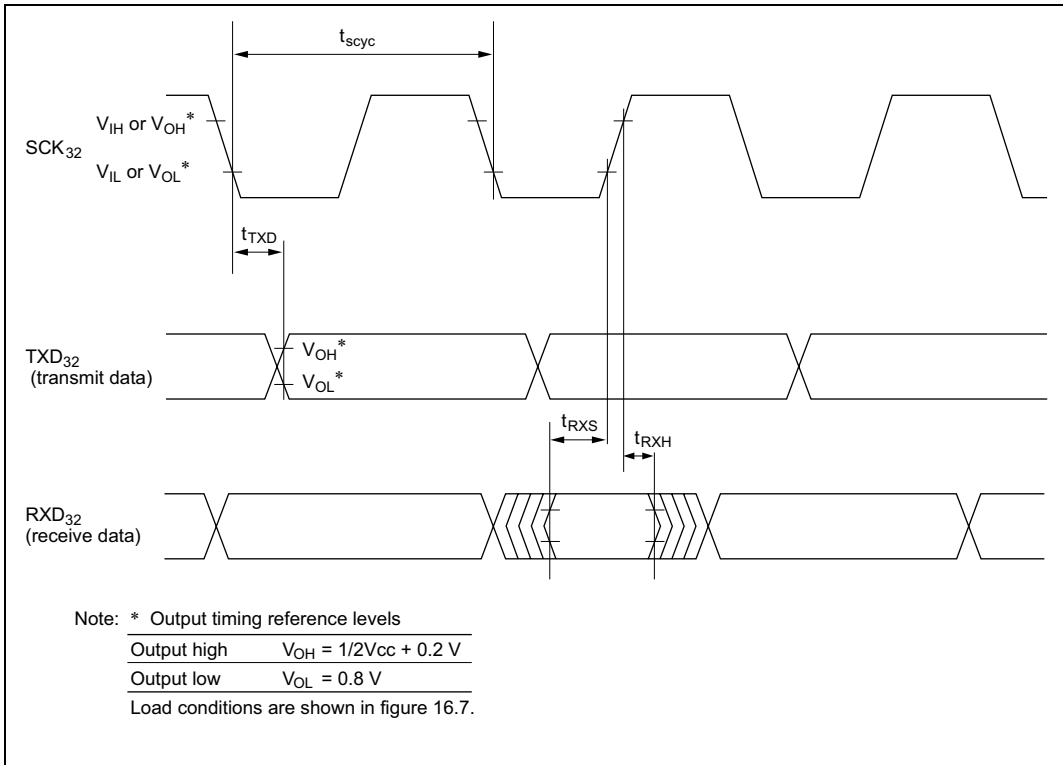 tscyc
VIH or VOH*
SCK32
VIL or VOL*
tTXD
TXD32
(transmit data)
VOH*
VOL*
tRXS
tRXH
RXD32
(receive data)
Note: * Output timing reference levels
Output high VOH = 1/2Vcc + 0.2 V
Output low VOL = 0.8 V
Load conditions are shown in figure 16.7.